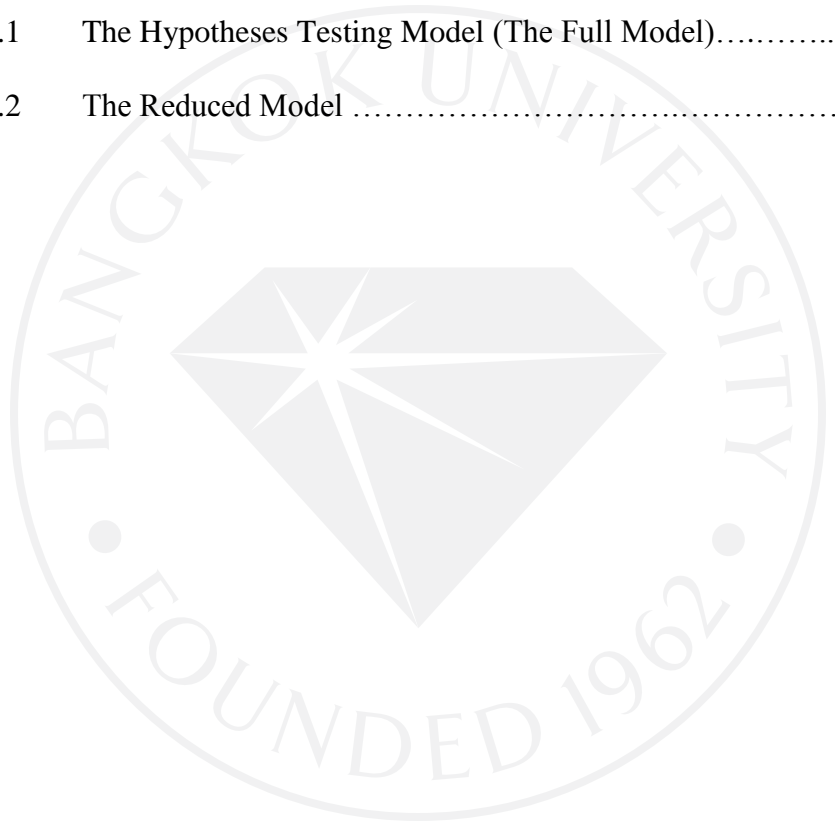 .1 The Hypotheses Testing Model (The Full Model)….……..
.2 The Reduced Model ………………………….……………
BANGKOK UNIVERSITY
• FOUNDED 1962 •